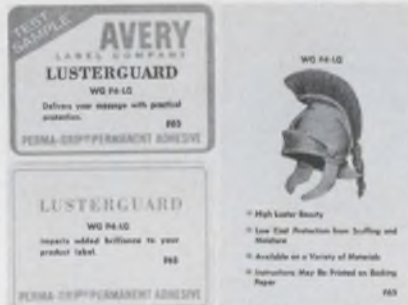 TEST
SAMPLE
AVERY
LABEL COMPANY
LUSTERGUARD
WG P4-LG
Delivers your message with practical
protection.
P65
PERMA-GRIP PERMANENT ADHESIVE
LUSTERGUARD
WG P4-LG
imparts added brilliance to your
product label.
P65
PERMA-GRIP PERMANENT ADHESIVE
WG P4-LG
High Luster Beauty
Low Cost Protection from Scuffing and
Moisture
Available on a Variety of Materials
Instructions May Be Printed on Backing
Paper
P65